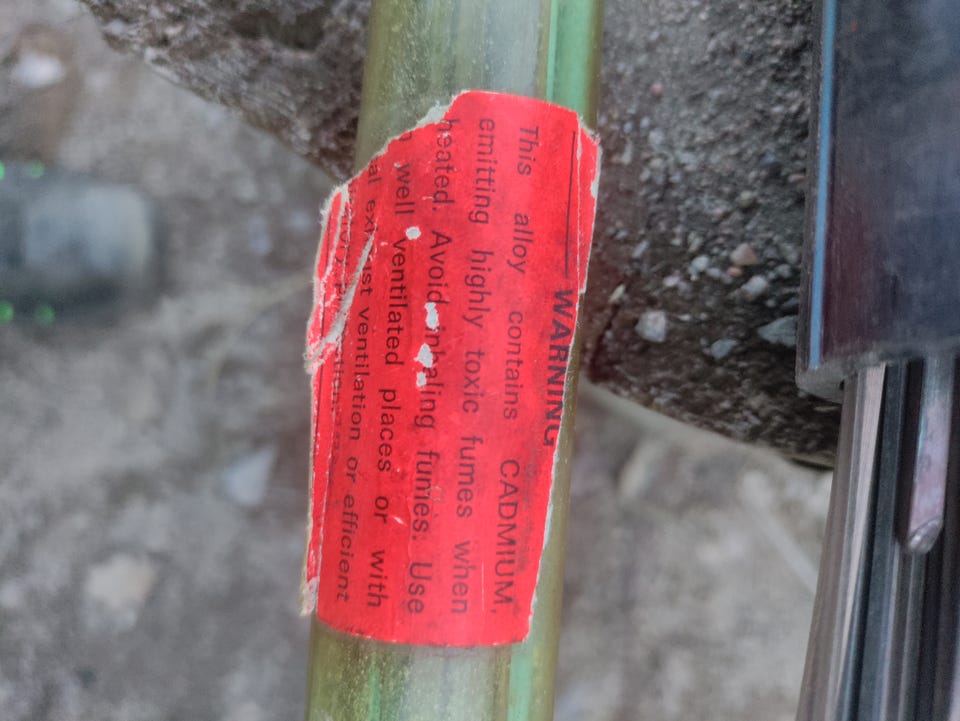 WARNING
This alloy contains CADMIUM,
emitting highly toxic fumes when
heated. Avoid inhaling fumes. Use
well ventilated places or with
ventilation or efficient